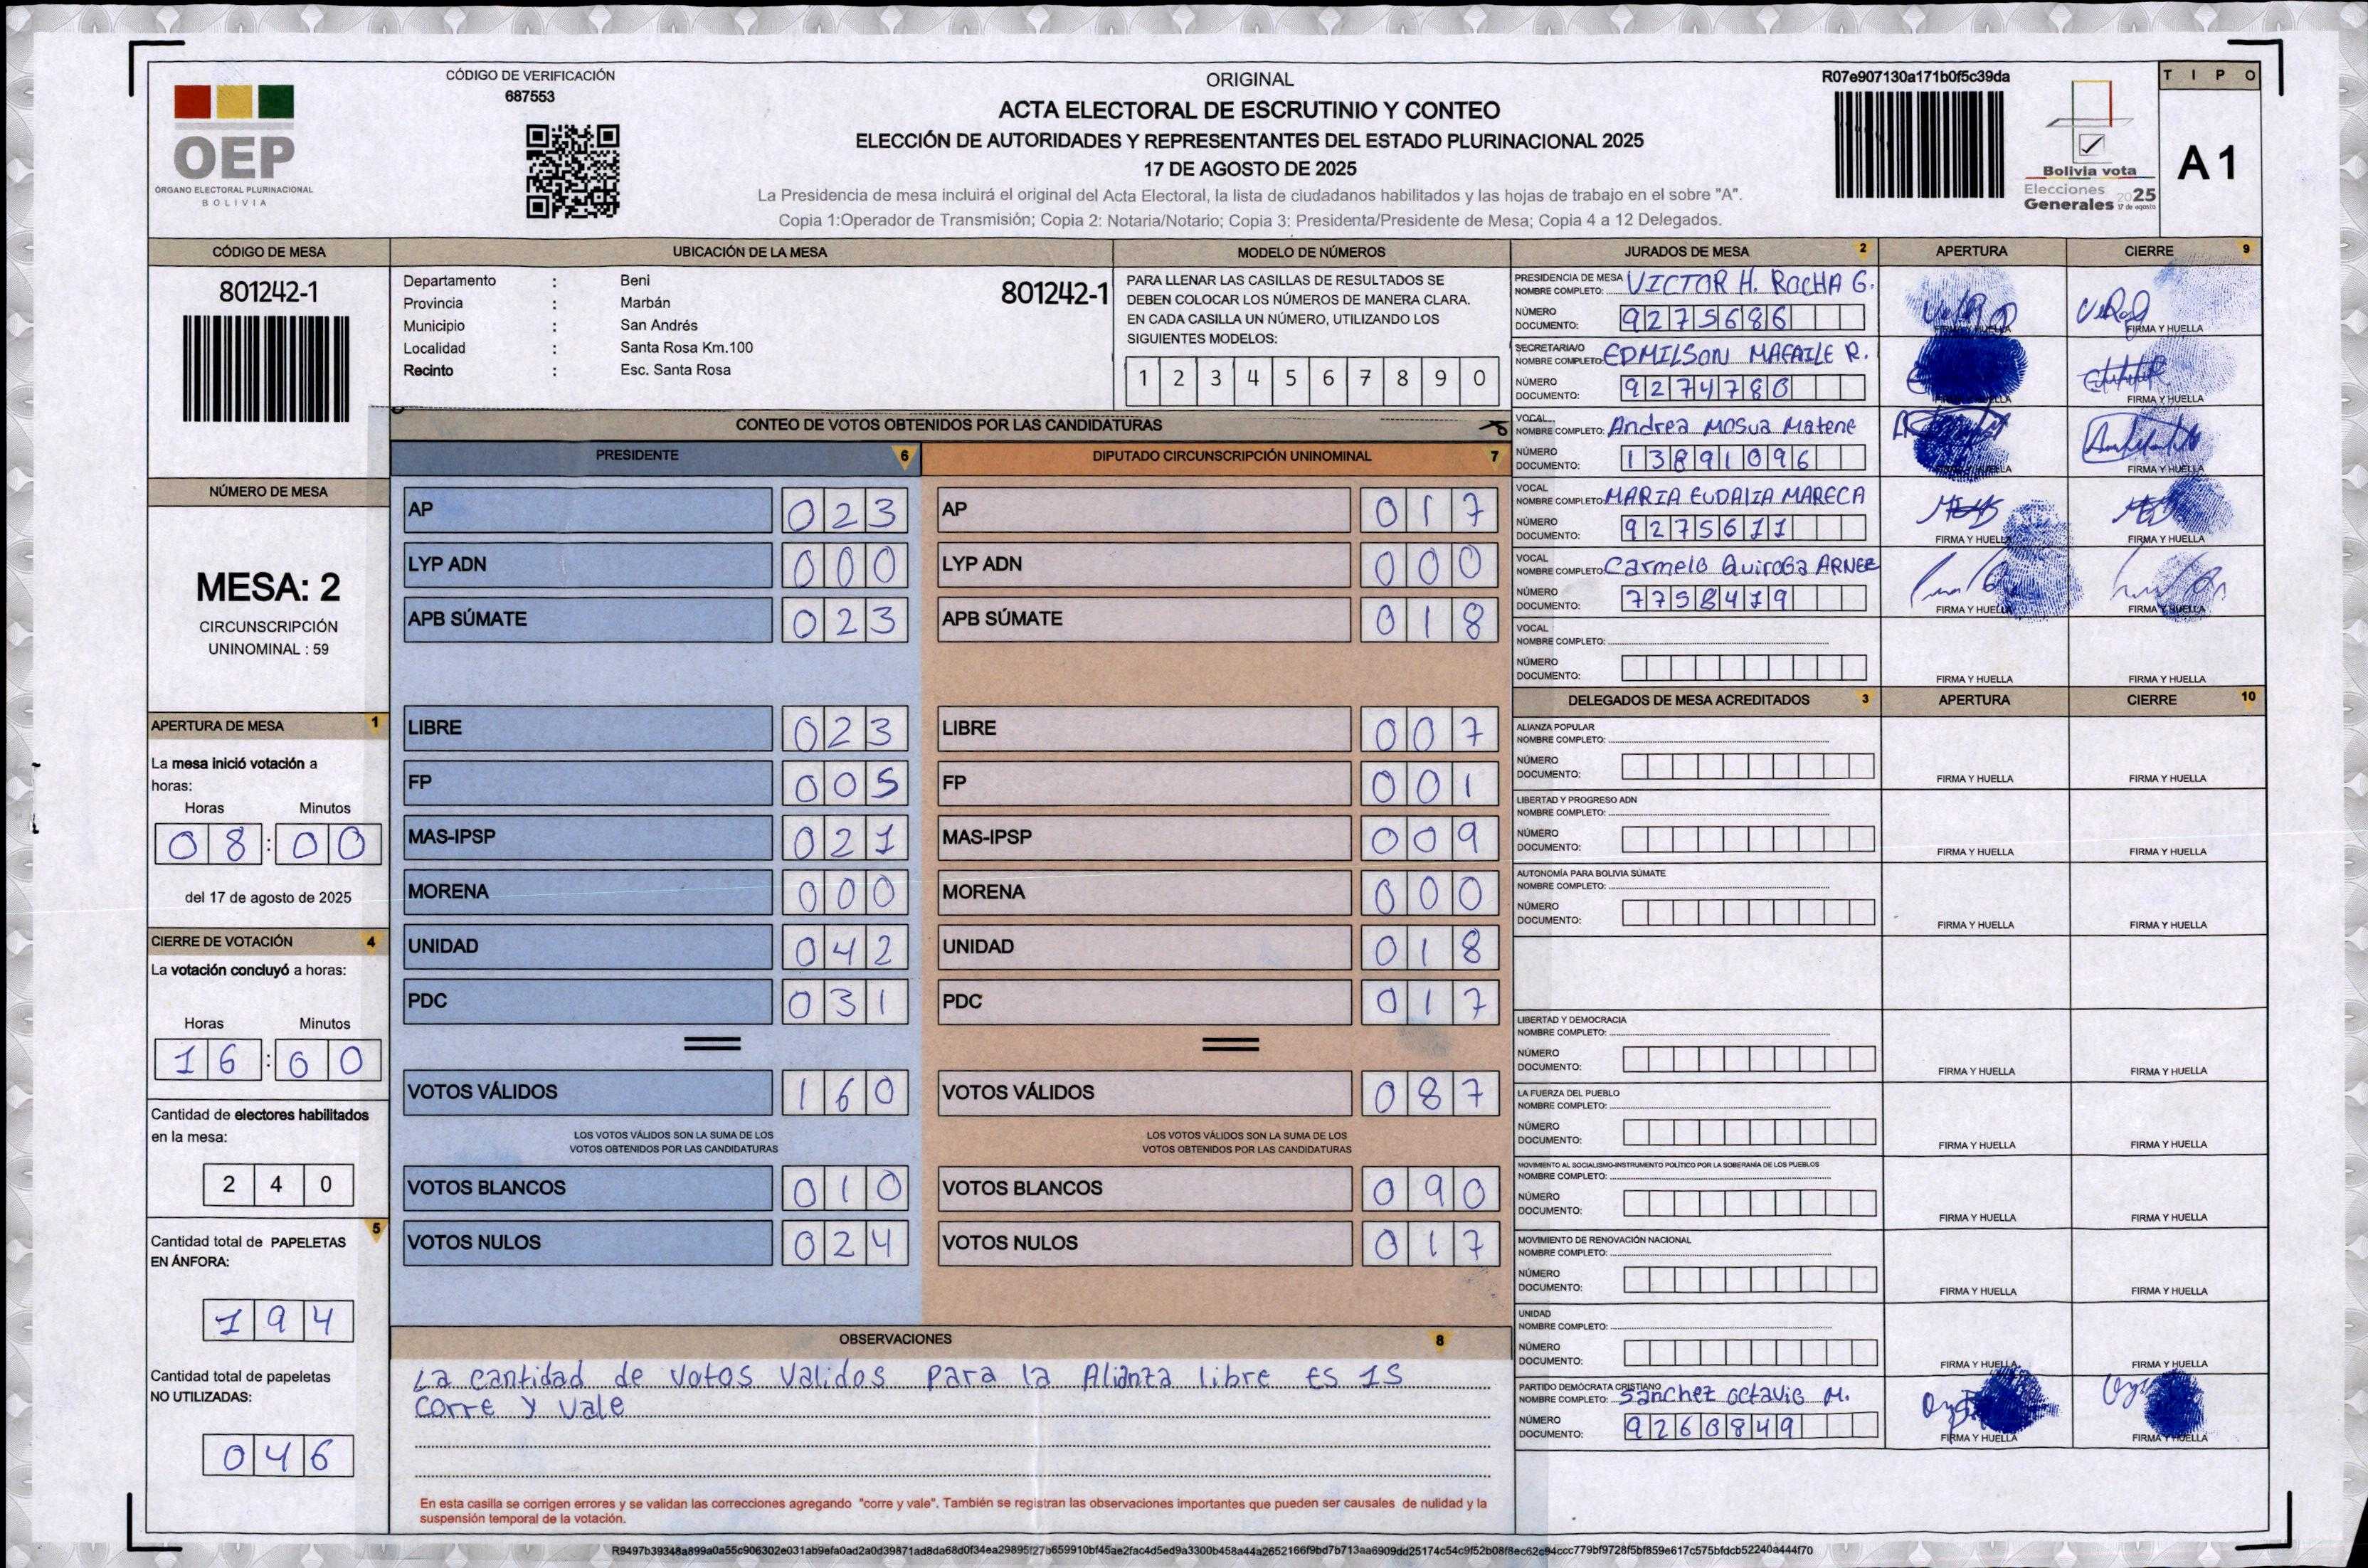 CÓDIGO DE VERIFICACIÓN
687553
OEP
ÓRGANO ELECTORAL PLURINACIONAL
BOLIVIA
ORIGINAL
ACTA ELECTORAL DE ESCRUTINIO Y CONTEO
ELECCIÓN DE AUTORIDADES Y REPRESENTANTES DEL ESTADO PLURINACIONAL 2025
17 DE AGOSTO DE 2025
La Presidencia de mesa incluirá el original del Acta Electoral, la lista de ciudadanos habilitados y las hojas de trabajo en el sobre "A".
Copia 1:Operador de Transmisión; Copia 2: Notaria/Notario; Copia 3: Presidenta/Presidente de Mesa; Copia 4 a 12 Delegados.
R07e907130a171b0f5c39da
Bolivia vota
Elecciones
Generales 2025
17 de agosto
TIPO
A1
CÓDIGO DE MESA
801242-1
UBICACIÓN DE LA MESA
Departamento : Beni
Provincia : Marbán
Municipio : San Andrés
Localidad : Santa Rosa Km.100
Recinto : Esc. Santa Rosa
801242-1
MODELO DE NÚMEROS
PARA LLENAR LAS CASILLAS DE RESULTADOS SE
DEBEN COLOCAR LOS NÚMEROS DE MANERA CLARA.
EN CADA CASILLA UN NÚMERO, UTILIZANDO LOS
SIGUIENTES MODELOS:
1 2 3 4 5 6 7 8 9 0
NÚMERO DE MESA
MESA: 2
CIRCUNSCRIPCIÓN
UNINOMINAL : 59
APERTURA DE MESA 1
La mesa inició votación a
horas:
Horas Minutos
08:00
del 17 de agosto de 2025
CIERRE DE VOTACIÓN 4
La votación concluyó a horas:
Horas Minutos
16:00
Cantidad de electores habilitados
en la mesa:
240
5
Cantidad total de PAPELETAS
EN ÁNFORA:
194
Cantidad total de papeletas
NO UTILIZADAS:
046
CONTEO DE VOTOS OBTENIDOS POR LAS CANDIDATURAS
PRESIDENTE 6
AP 023
LYP ADN 000
APB SÚMATE 023
LIBRE 023
FP 005
MAS-IPSP 021
MORENA 000
UNIDAD 042
PDC 031
VOTOS VÁLIDOS 160
LOS VOTOS VÁLIDOS SON LA SUMA DE LOS
VOTOS OBTENIDOS POR LAS CANDIDATURAS
VOTOS BLANCOS 010
VOTOS NULOS 024
DIPUTADO CIRCUNSCRIPCIÓN UNINOMINAL 7
AP 017
LYP ADN 000
APB SÚMATE 018
LIBRE 007
FP 001
MAS-IPSP 009
MORENA 000
UNIDAD 018
PDC 017
VOTOS VÁLIDOS 087
LOS VOTOS VÁLIDOS SON LA SUMA DE LOS
VOTOS OBTENIDOS POR LAS CANDIDATURAS
VOTOS BLANCOS 090
VOTOS NULOS 017
OBSERVACIONES 8
La cantidad de votos validos para la Alianza libre es 15
corre y vale
En esta casilla se corrigen errores y se validan las correcciones agregando "corre y vale". También se registran las observaciones importantes que pueden ser causales de nulidad y la
suspensión temporal de la votación.
JURADOS DE MESA 2 APERTURA CIERRE 9
PRESIDENCIA DE MESA
NOMBRE COMPLETO: VICTOR H. ROCHA G.
NÚMERO
DOCUMENTO: 9275686
FIRMA Y HUELLA FIRMA Y HUELLA
SECRETARIA/O
NOMBRE COMPLETO: EDMILSON MAFAILE R.
NÚMERO
DOCUMENTO: 9274780
FIRMA Y HUELLA
VOCAL
NOMBRE COMPLETO: Andrea Mosua Matene
NÚMERO
DOCUMENTO: 13891096
FIRMA Y HUELLA
VOCAL
NOMBRE COMPLETO: MARIA EUDALIA MARECA
NÚMERO
DOCUMENTO: 9275611
FIRMA Y HUELLA FIRMA Y HUELLA
VOCAL
NOMBRE COMPLETO: Carmelo Quiroga
NÚMERO
DOCUMENTO: 7758479
FIRMA Y HUELLA FIRMA Y HUELLA
VOCAL
NOMBRE COMPLETO:
NÚMERO
DOCUMENTO:
FIRMA Y HUELLA FIRMA Y HUELLA
DELEGADOS DE MESA ACREDITADOS 3 APERTURA CIERRE 10
ALIANZA POPULAR
NOMBRE COMPLETO:
NÚMERO
DOCUMENTO:
FIRMA Y HUELLA FIRMA Y HUELLA
LIBERTAD Y PROGRESO ADN
NOMBRE COMPLETO:
NÚMERO
DOCUMENTO:
FIRMA Y HUELLA FIRMA Y HUELLA
AUTONOMÍA PARA BOLIVIA SÚMATE
NOMBRE COMPLETO:
NÚMERO
DOCUMENTO:
FIRMA Y HUELLA FIRMA Y HUELLA
LIBERTAD Y DEMOCRACIA
NOMBRE COMPLETO:
NÚMERO
DOCUMENTO:
FIRMA Y HUELLA FIRMA Y HUELLA
LA FUERZA DEL PUEBLO
NOMBRE COMPLETO:
NÚMERO
DOCUMENTO:
FIRMA Y HUELLA FIRMA Y HUELLA
MOVIMIENTO AL SOCIALISMO-INSTRUMENTO POLÍTICO POR LA SOBERANÍA DE LOS PUEBLOS
NOMBRE COMPLETO:
NÚMERO
DOCUMENTO:
FIRMA Y HUELLA FIRMA Y HUELLA
MOVIMIENTO DE RENOVACIÓN NACIONAL
NOMBRE COMPLETO:
NÚMERO
DOCUMENTO:
FIRMA Y HUELLA FIRMA Y HUELLA
UNIDAD
NOMBRE COMPLETO:
NÚMERO
DOCUMENTO:
FIRMA Y HUELLA FIRMA Y HUELLA
PARTIDO DEMÓCRATA CRISTIANO
NOMBRE COMPLETO: Sanchez Octavio M.
NÚMERO
DOCUMENTO: 9260849
FIRMA Y HUELLA FIRMA Y HUELLA